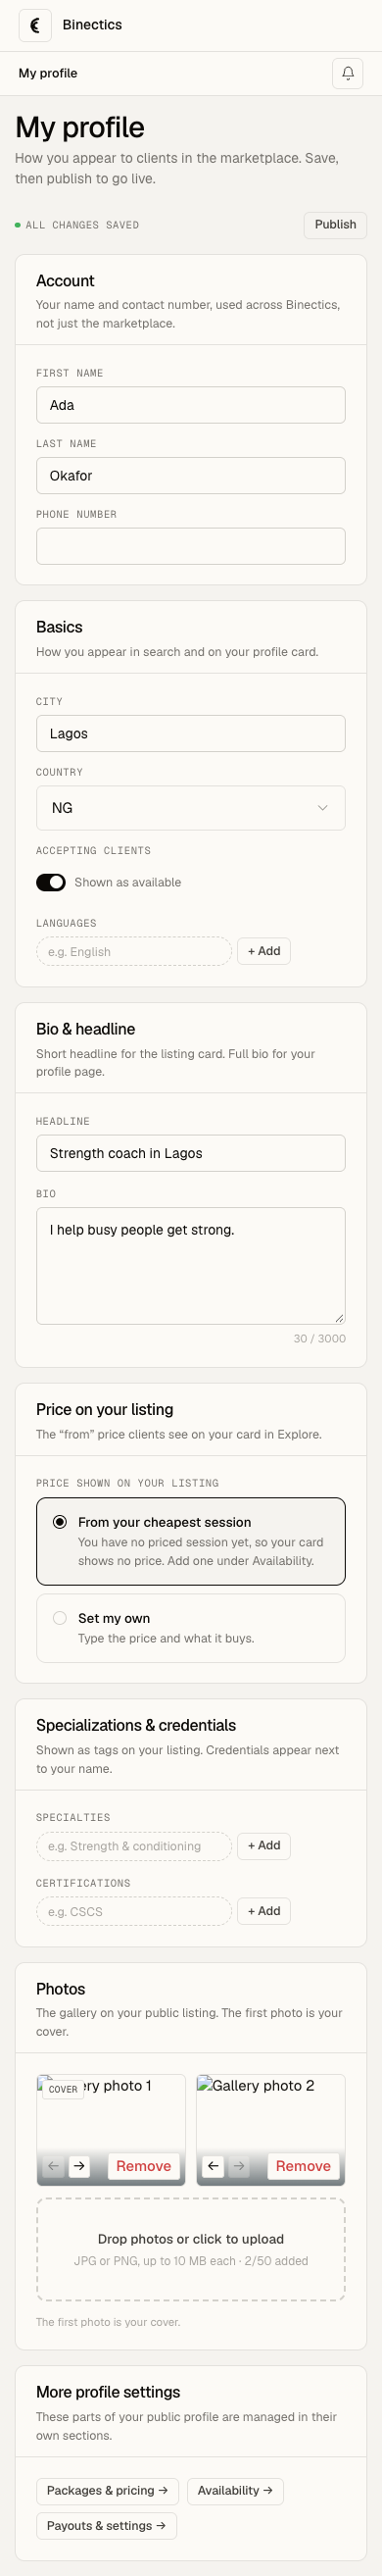 Binectics
My profile
My profile
How you appear to clients in the marketplace. Save,
then publish to go live.
ALL CHANGES SAVED
Publish
Account
Your name and contact number, used across Binectics,
not just the marketplace.
FIRST NAME
Ada
LAST NAME
Okafor
PHONE NUMBER
Basics
How you appear in search and on your profile card.
CITY
Lagos
COUNTRY
NG
ACCEPTING CLIENTS
Shown as available
LANGUAGES
e.g. English
+ Add
Bio & headline
Short headline for the listing card. Full bio for your
profile page.
HEADLINE
Strength coach in Lagos
BIO
I help busy people get strong.
30 / 3000
Price on your listing
The “from” price clients see on your card in Explore.
PRICE SHOWN ON YOUR LISTING
From your cheapest session
You have no priced session yet, so your card
shows no price. Add one under Availability.
Set my own
Type the price and what it buys.
Specializations & credentials
Shown as tags on your listing. Credentials appear next
to your name.
SPECIALTIES
e.g. Strength & conditioning
+ Add
CERTIFICATIONS
e.g. CSCS
+ Add
Photos
The gallery on your public listing. The first photo is your
cover.
COVER
photo 1
Gallery photo 2
← → Remove
← → Remove
Drop photos or click to upload
JPG or PNG, up to 10 MB each · 2/50 added
The first photo is your cover.
More profile settings
These parts of your public profile are managed in their
own sections.
Packages & pricing →
Availability →
Payouts & settings →